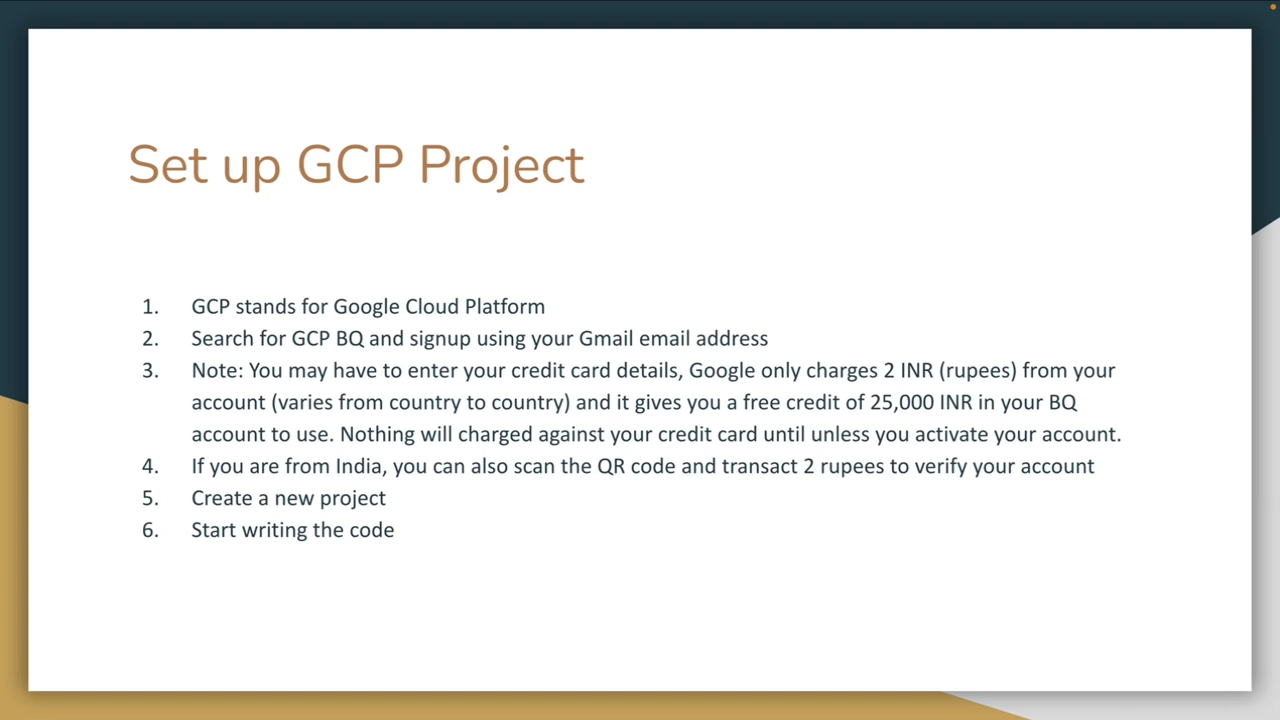 Set up GCP Project
1. GCP stands for Google Cloud Platform
2. Search for GCP BQ and signup using your Gmail email address
3. Note: You may have to enter your credit card details, Google only charges 2 INR (rupees) from your
account (varies from country to country) and it gives you a free credit of 25,000 INR in your BQ
account to use. Nothing will charged against your credit card until unless you activate your account.
4. If you are from India, you can also scan the QR code and transact 2 rupees to verify your account
5. Create a new project
6. Start writing the code